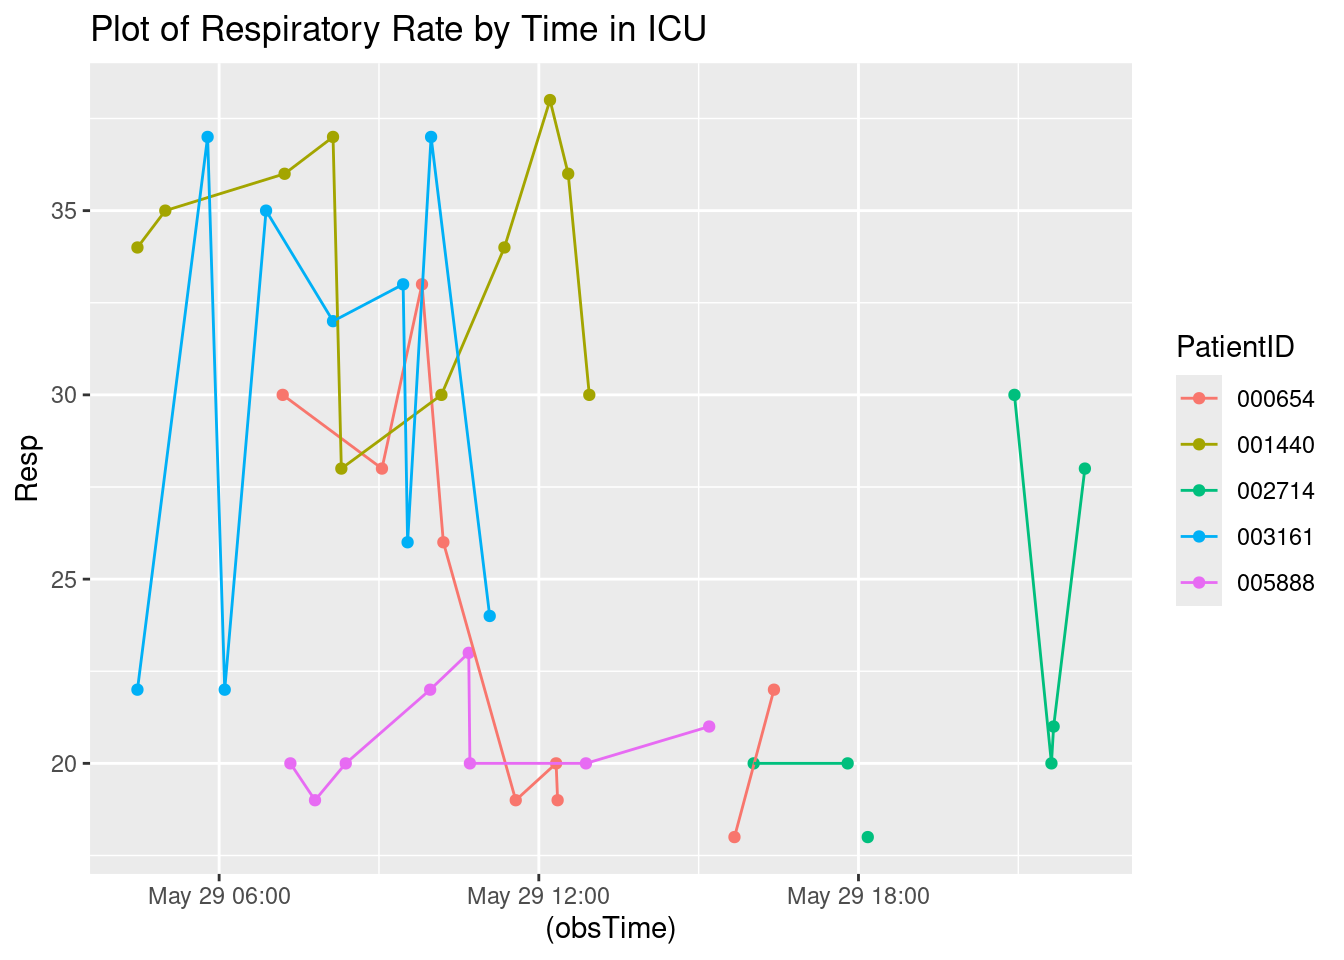 Plot of Respiratory Rate by Time in ICU
35
30
25
20
Resp
May 29 06:00
May 29 12:00
May 29 18:00
(obsTime)
PatientID
000654
001440
002714
003161
005888